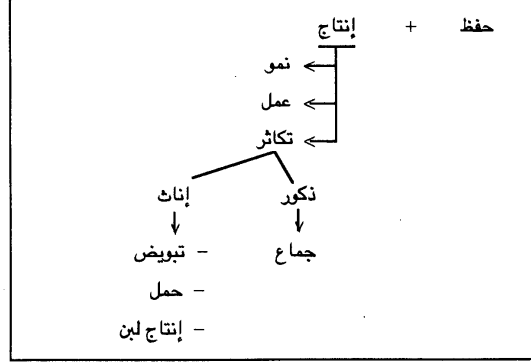 حفظ + إنتاج
نمو
عمل
تكاثر
ذكور إناث
جماع - تبويض
- حمل
- إنتاج لبن